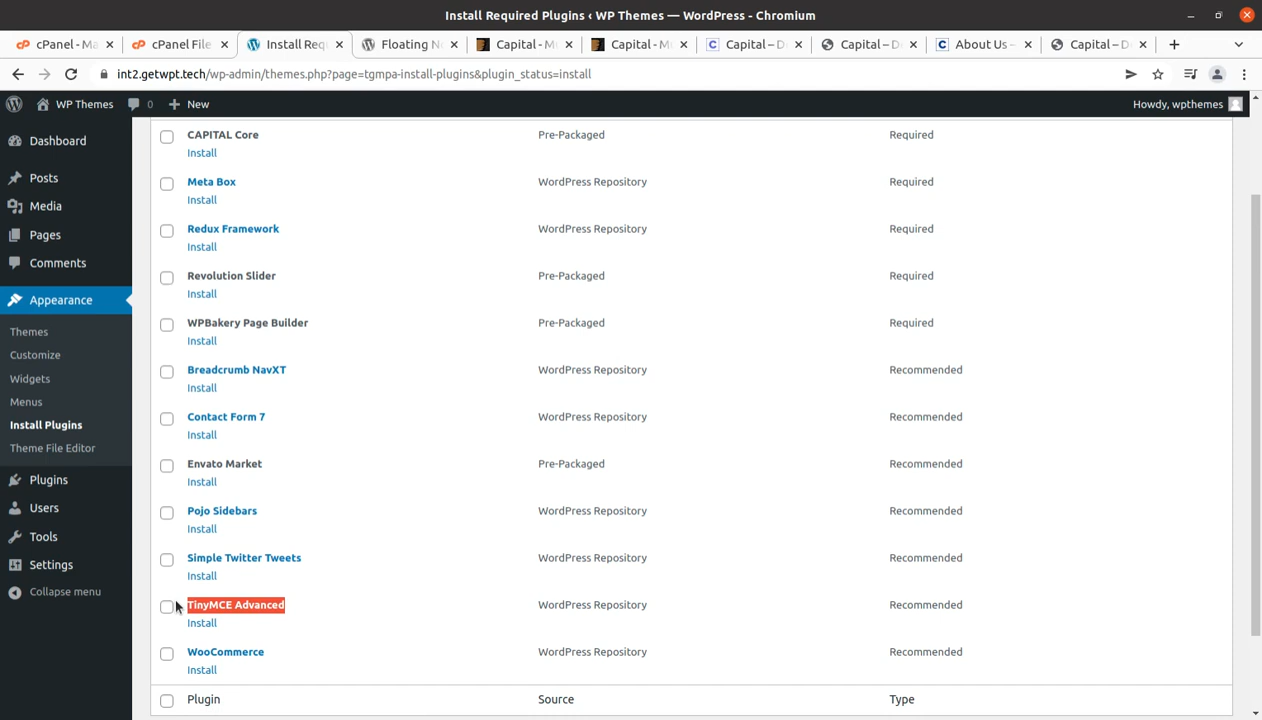 Install Required Plugins ‹ WP Themes — WordPress - Chromium
cPanel - Ma
cPanel File
Install Req
Floating N
Capital - M
Capital - M
Capital – D
Capital – D
About Us –
Capital – D
int2.getwpt.tech/wp-admin/themes.php?page=tgmpa-install-plugins&plugin_status=install
WP Themes
0
New
Howdy, wpthemes
Dashboard
Posts
Media
Pages
Comments
Appearance
Themes
Customize
Widgets
Menus
Install Plugins
Theme File Editor
Plugins
Users
Tools
Settings
Collapse menu
CAPITAL Core Pre-Packaged Required
Install
Meta Box WordPress Repository Required
Install
Redux Framework WordPress Repository Required
Install
Revolution Slider Pre-Packaged Required
Install
WPBakery Page Builder Pre-Packaged Required
Install
Breadcrumb NavXT WordPress Repository Recommended
Install
Contact Form 7 WordPress Repository Recommended
Install
Envato Market Pre-Packaged Recommended
Install
Pojo Sidebars WordPress Repository Recommended
Install
Simple Twitter Tweets WordPress Repository Recommended
Install
TinyMCE Advanced WordPress Repository Recommended
Install
WooCommerce WordPress Repository Recommended
Install
Plugin Source Type